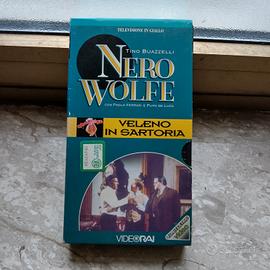 TELEVISIONE IN GIALLO
TINO BUAZZELLI
NERO
WOLFE
CON PAOLO FERRARI E PUPO DE LUCA
VELENO
IN SARTORIA
VIDEORAI